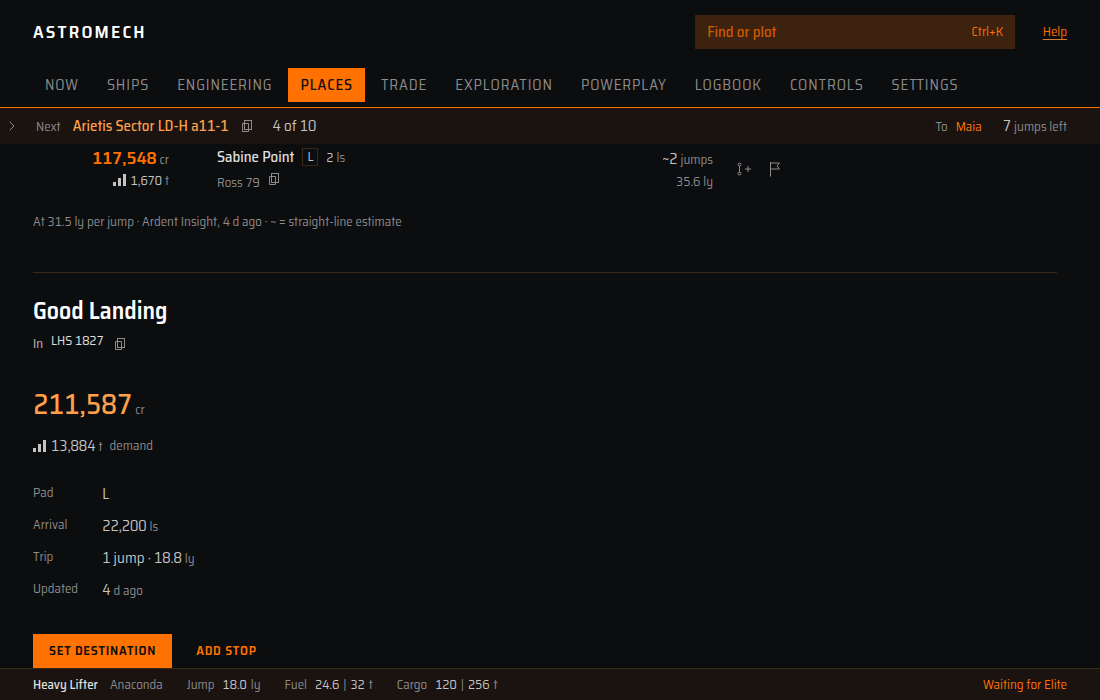 ASTROMECH
Find or plot Ctrl+K
Help
NOW SHIPS ENGINEERING PLACES TRADE EXPLORATION POWERPLAY LOGBOOK CONTROLS SETTINGS
Next Arietis Sector LD-H a11-1 4 of 10 To Maia 7 jumps left
117,548 cr Sabine Point L 2 ls ~2 jumps
1,670 t Ross 79 35.6 ly
At 31.5 ly per jump · Ardent Insight, 4 d ago · ~ = straight-line estimate
Good Landing
In LHS 1827
211,587 cr
13,884 t demand
Pad L
Arrival 22,200 ls
Trip 1 jump · 18.8 ly
Updated 4 d ago
SET DESTINATION ADD STOP
Heavy Lifter Anaconda Jump 18.0 ly Fuel 24.6 | 32 t Cargo 120 | 256 t Waiting for Elite